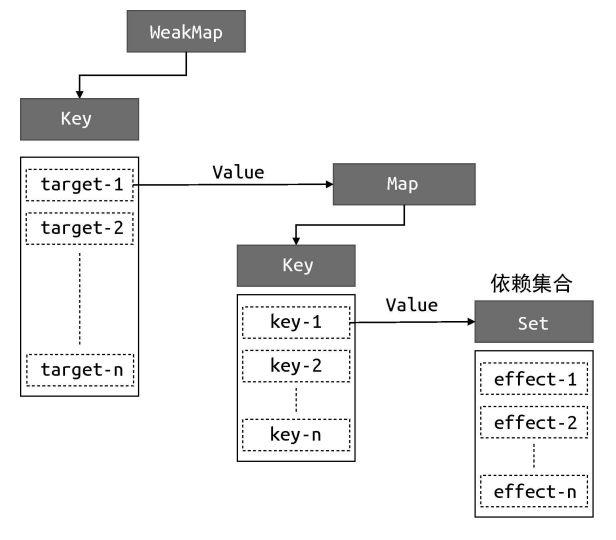 WeakMap
Key
target-1
target-2
target-n
Value
Map
Key
key-1
key-2
key-n
Value
依赖集合
Set
effect-1
effect-2
effect-n